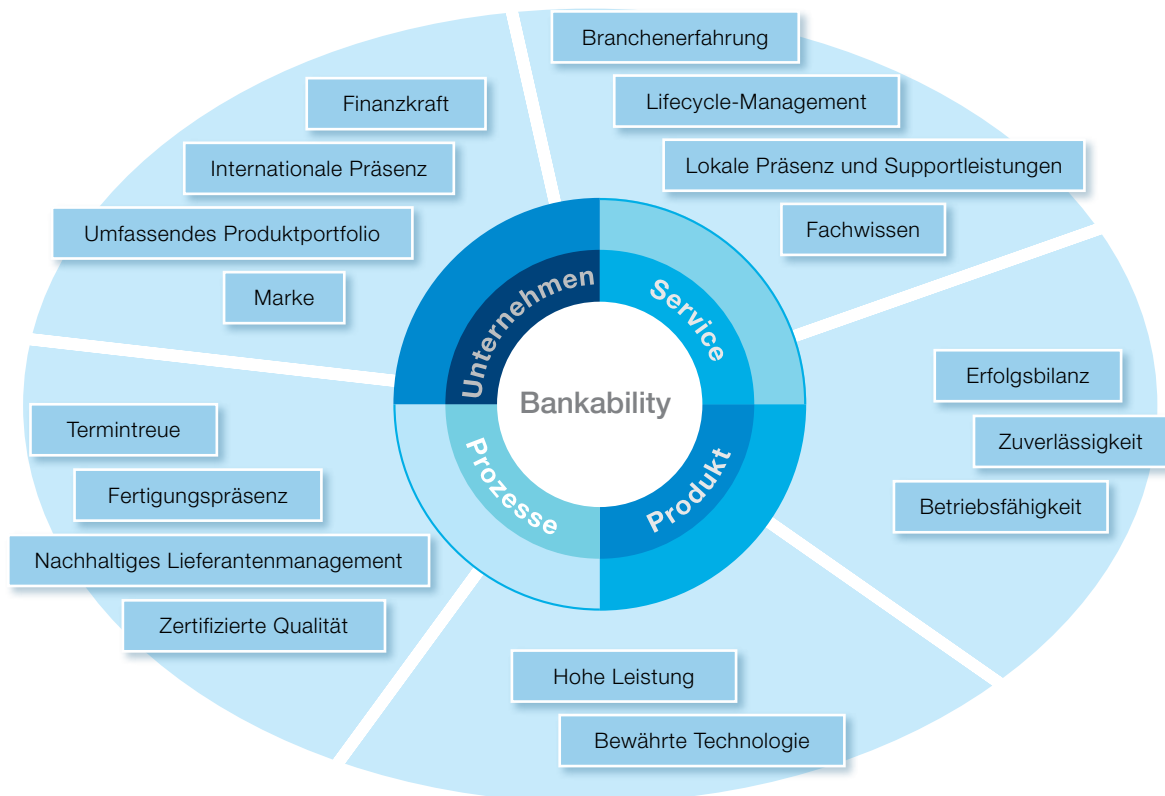 Branchenerfahrung
Lifecycle-Management
Lokale Präsenz und Supportleistungen
Fachwissen
Finanzkraft
Internationale Präsenz
Umfassendes Produktportfolio
Marke
Unternehmen
Service
Bankability
Prozesse
Produkt
Erfolgsbilanz
Zuverlässigkeit
Betriebsfähigkeit
Termintreue
Fertigungspräsenz
Nachhaltiges Lieferantenmanagement
Zertifizierte Qualität
Hohe Leistung
Bewährte Technologie